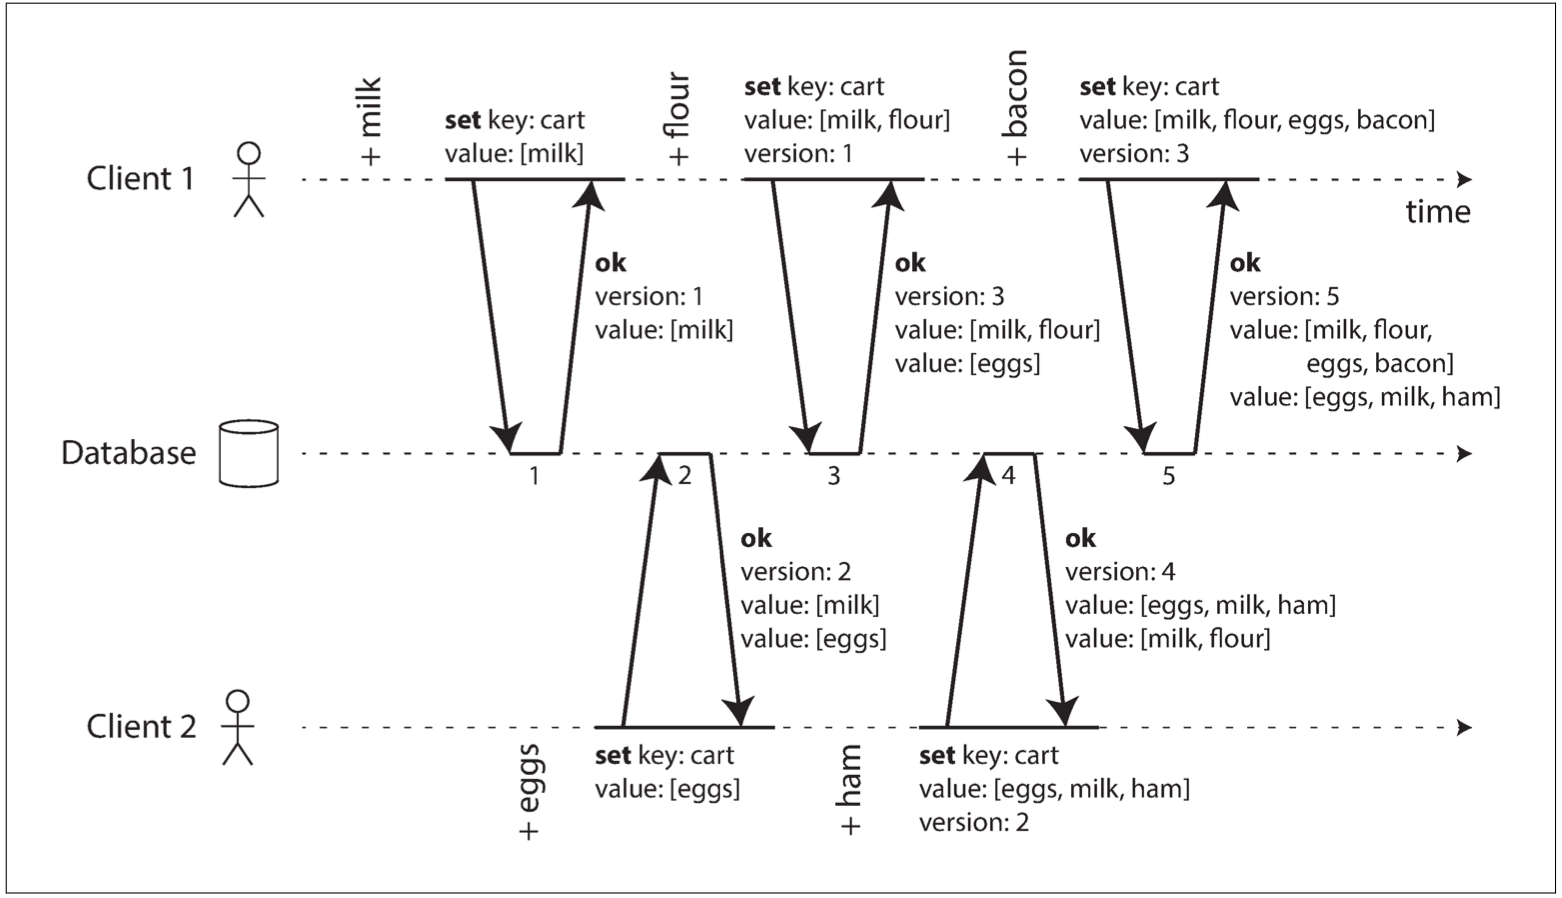 + milk
set key: cart
value: [milk]
+ flour
set key: cart
value: [milk, flour]
version: 1
+ bacon
set key: cart
value: [milk, flour, eggs, bacon]
version: 3
Client 1
time
ok
version: 1
value: [milk]
ok
version: 3
value: [milk, flour]
value: [eggs]
ok
version: 5
value: [milk, flour,
eggs, bacon]
value: [eggs, milk, ham]
Database
1
2
3
4
5
ok
version: 2
value: [milk]
value: [eggs]
ok
version: 4
value: [eggs, milk, ham]
value: [milk, flour]
Client 2
+ eggs
set key: cart
value: [eggs]
+ ham
set key: cart
value: [eggs, milk, ham]
version: 2